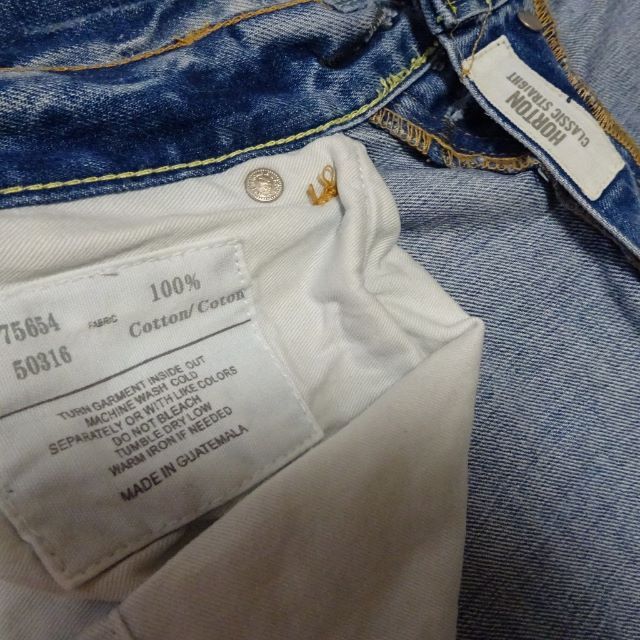 HORTON
CLASSIC STRAIGHT
75654
50316
FABRIC
100%
Cotton/Coton
TURN GARMENT INSIDE OUT
MACHINE WASH COLD
SEPARATELY OR WITH LIKE COLORS
DO NOT BLEACH
TUMBLE DRY LOW
WARM IRON IF NEEDED
MADE IN GUATEMALA